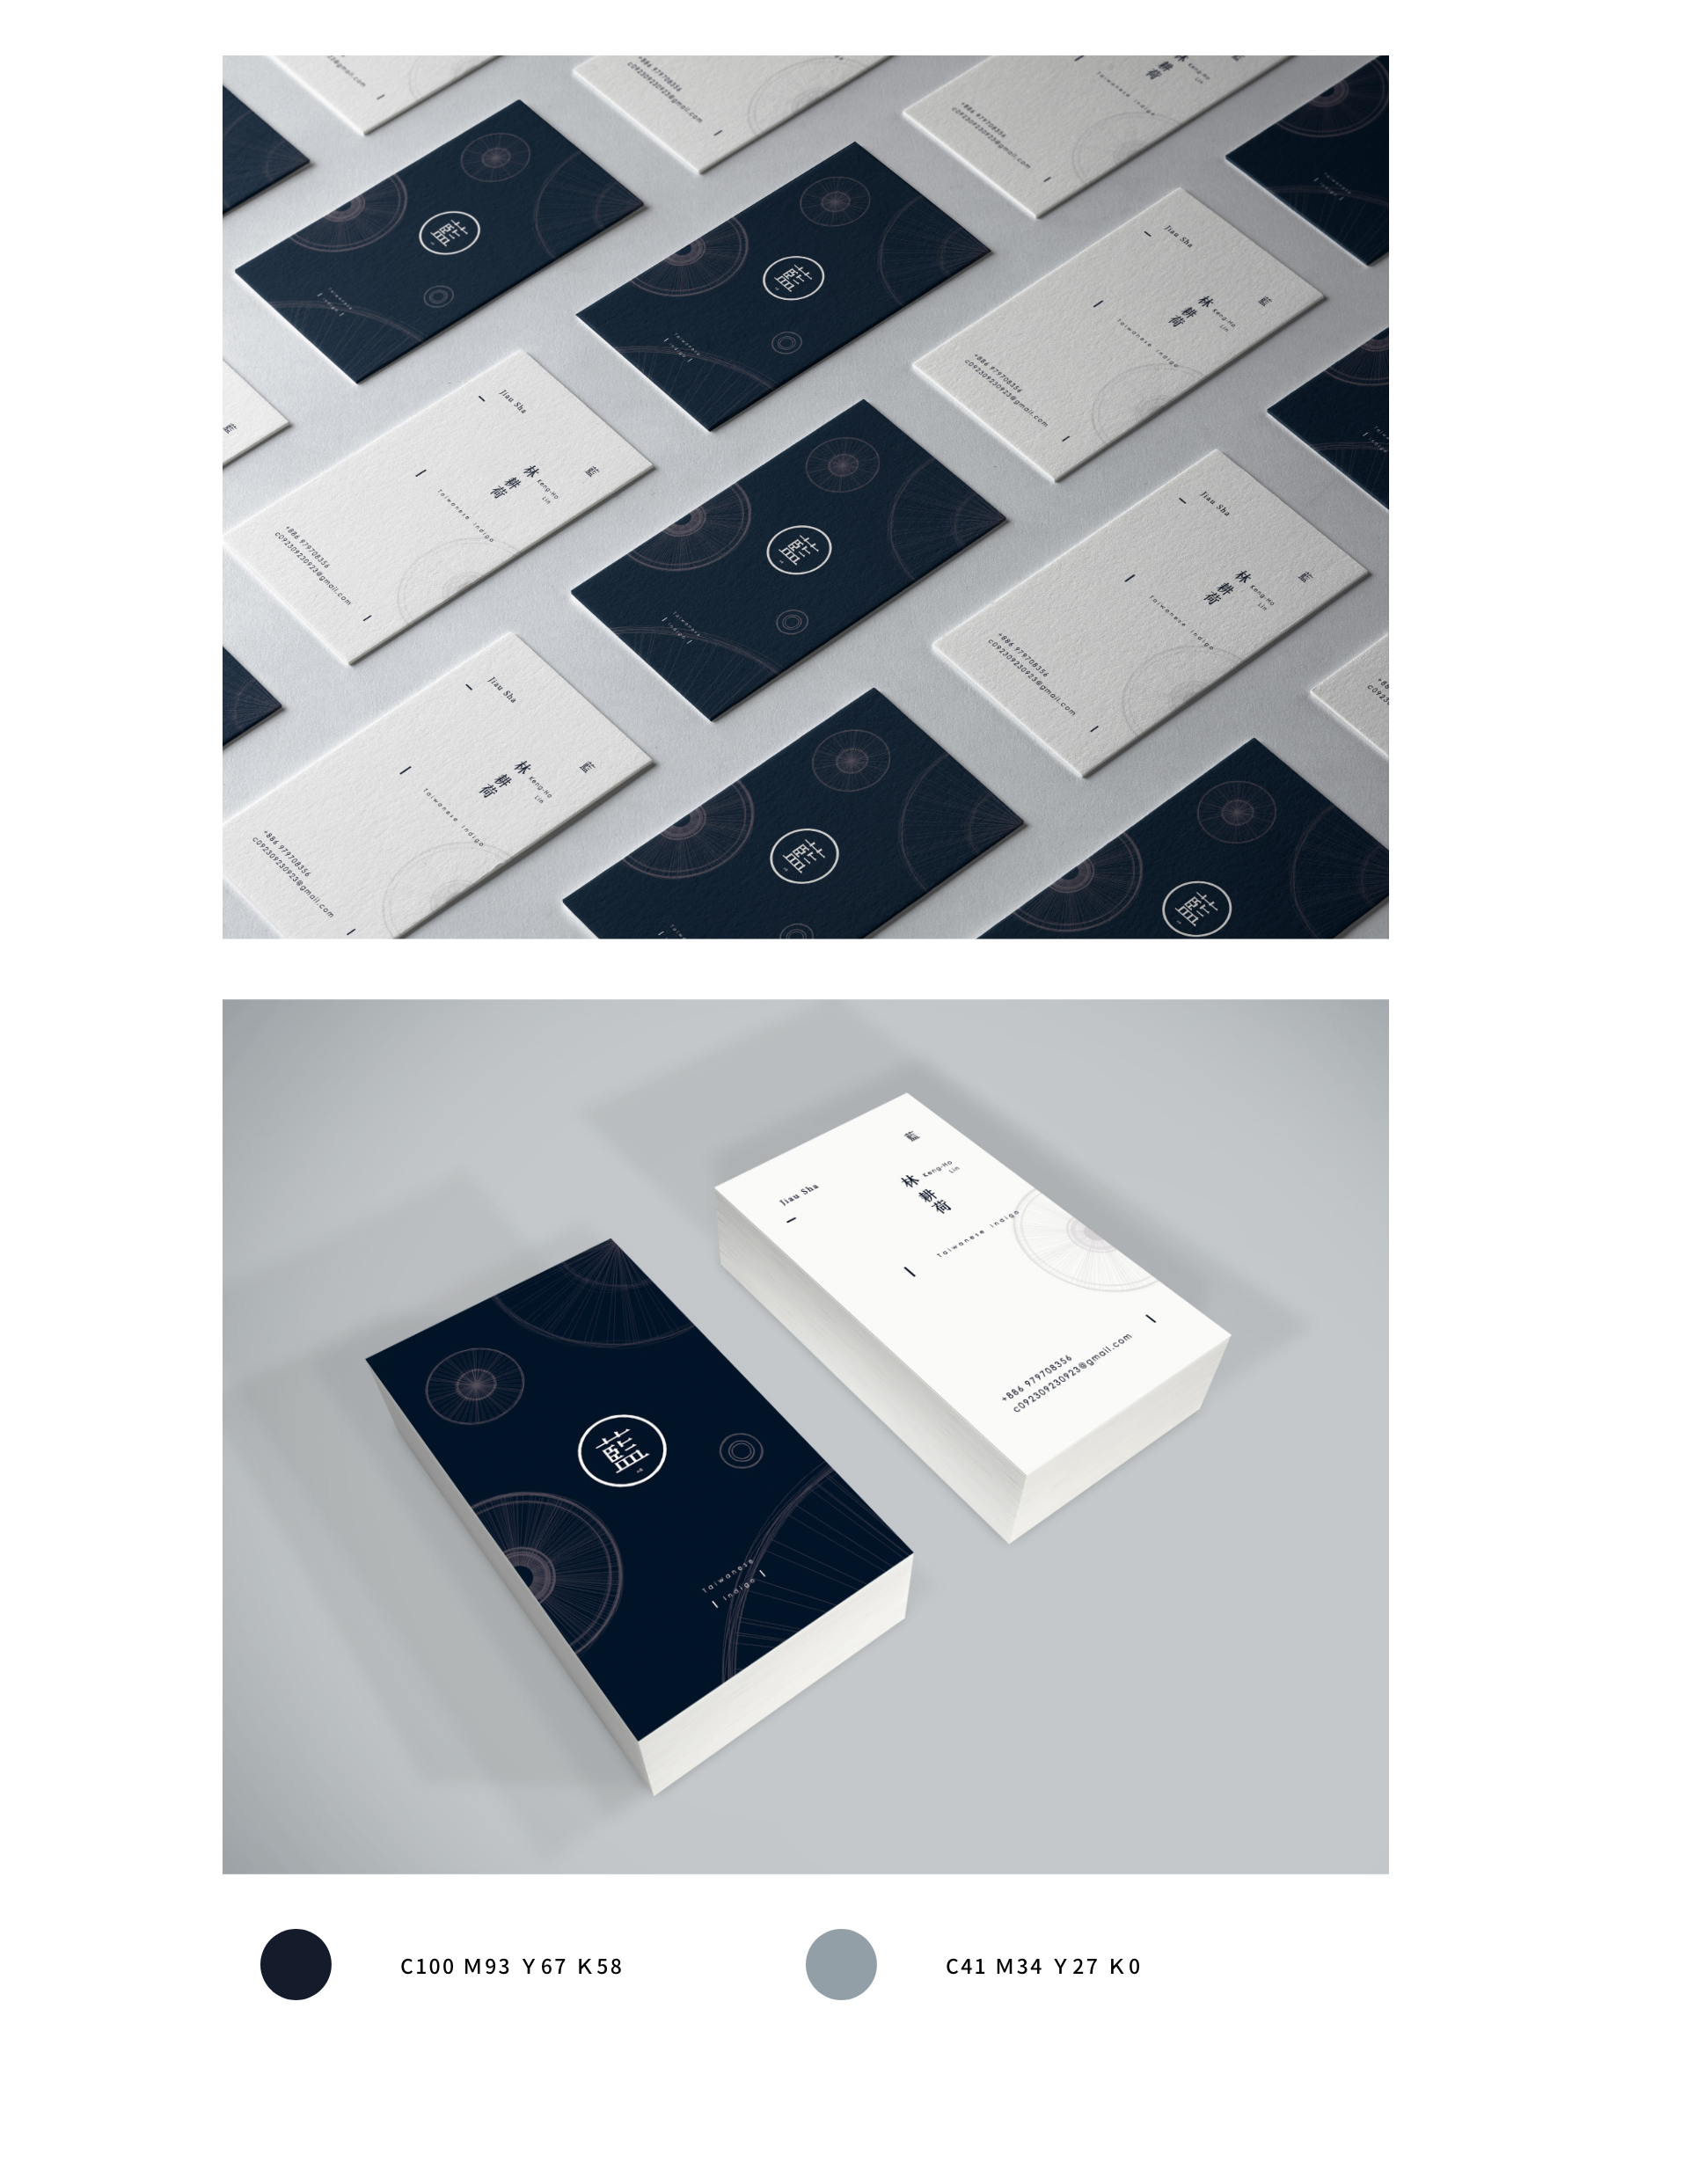 藍
Jiau Sha
林耕荷
Keng-Ho
Lin
Taiwanese indigo
+886 979708356
c092309230923@gmail.com
藍
Taiwanese
indigo
C100 M93 Y67 K58
C41 M34 Y27 K0